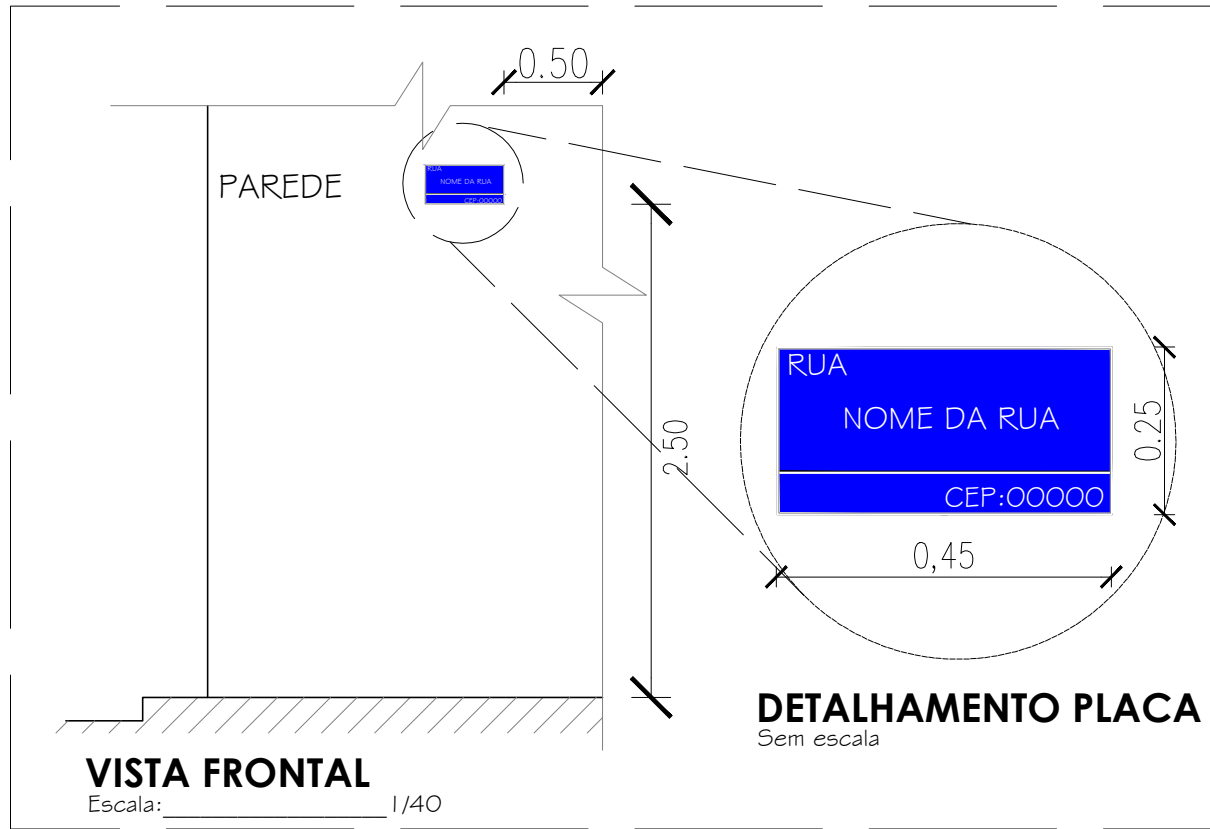 0.50
PAREDE
RUA
NOME DA RUA
CEP:00000
2.50
RUA
NOME DA RUA
CEP:00000
0.25
0,45
DETALHAMENTO PLACA
Sem escala
VISTA FRONTAL
Escala:____________________1/40